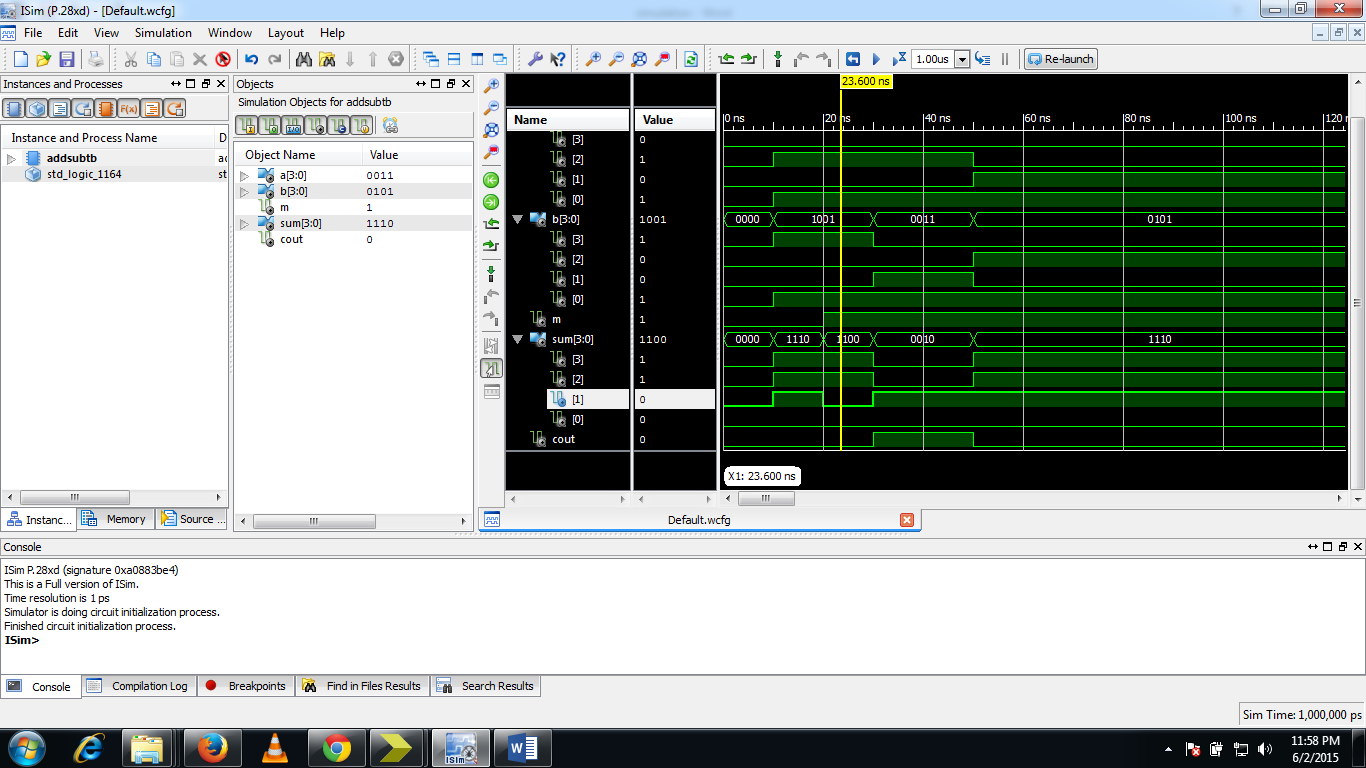 ISim (P.28xd) - [Default.wcfg]
File Edit View Simulation Window Layout Help
1.00us Re-launch
Instances and Processes
Instance and Process Name D
addsubtb ac
std_logic_1164 st
Instanc... Memory Source ...
Objects
Simulation Objects for addsubtb
Object Name Value
a[3:0] 0011
b[3:0] 0101
m 1
sum[3:0] 1110
cout 0
23.600 ns
Name Value
0 ns 20 ns 40 ns 60 ns 80 ns 100 ns 120 n
[3] 0
[2] 1
[1] 0
[0] 1
b[3:0] 1001 0000 1001 0011 0101
[3] 1
[2] 0
[1] 0
[0] 1
m 1
sum[3:0] 1100 0000 1110 1100 0010 1110
[3] 1
[2] 1
[1] 0
[0] 0
cout 0
X1: 23.600 ns
Default.wcfg
Console
ISim P.28xd (signature 0xa0883be4)
This is a Full version of ISim.
Time resolution is 1 ps
Simulator is doing circuit initialization process.
Finished circuit initialization process.
ISim>
Console Compilation Log Breakpoints Find in Files Results Search Results
Sim Time: 1,000,000 ps
ISim
11:58 PM
6/2/2015